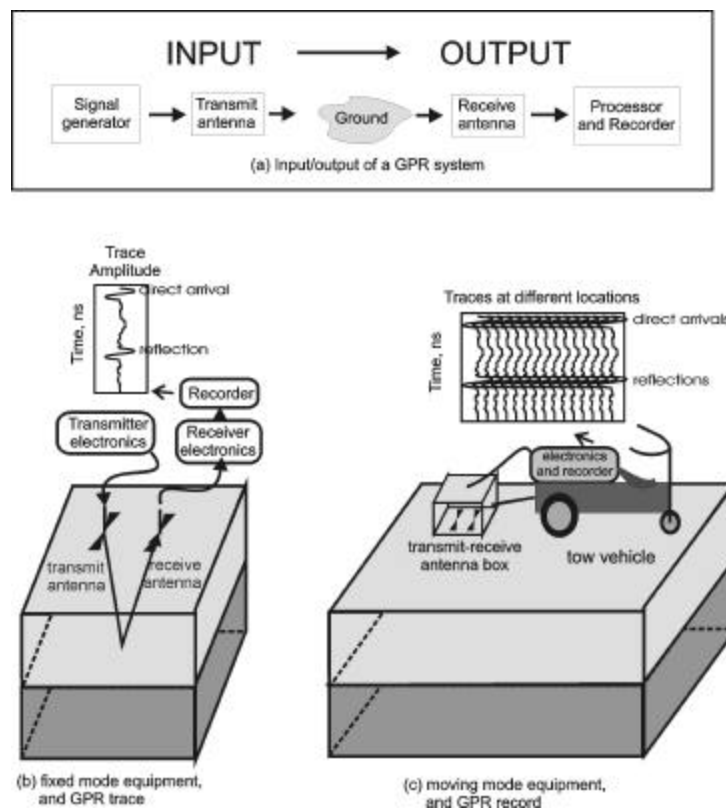 INPUT OUTPUT
Signal
generator
Transmit
antenna
Ground
Receive
antenna
Processor
and Recorder
(a) Input/output of a GPR system
Trace
Amplitude
Time, ns
direct arrival
reflection
Recorder
Transmitter
electronics
Receiver
electronics
transmit
antenna
receive
antenna
(b) fixed mode equipment,
and GPR trace
Traces at different locations
Time, ns
direct arrivals
reflections
electronics
and recorder
transmit-receive
antenna box
tow vehicle
(c) moving mode equipment,
and GPR record